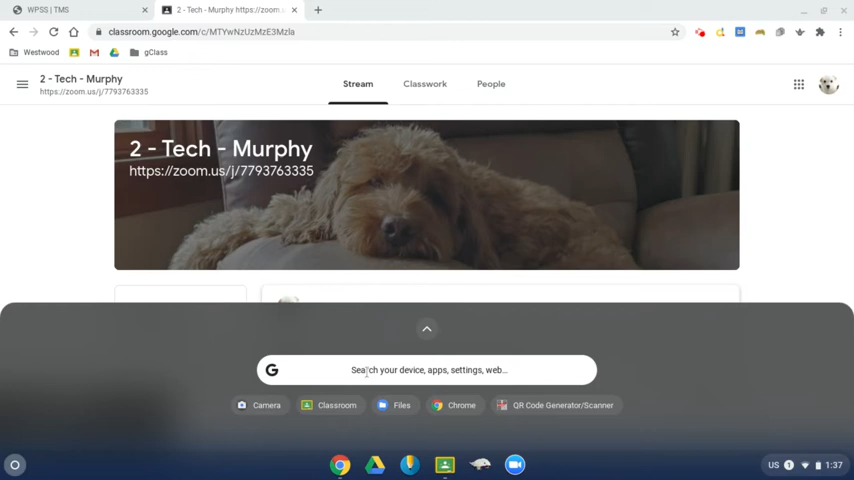 WPSS | TMS
2 - Tech - Murphy https://zoom.us
classroom.google.com/c/MTYwNzUzMzE3Mzla
Westwood
gClass
2 - Tech - Murphy
https://zoom.us/j/7793763335
Stream
Classwork
People
2 - Tech - Murphy
https://zoom.us/j/7793763335
G
Search your device, apps, settings, web...
Camera
Classroom
Files
Chrome
QR Code Generator/Scanner
US
1
1:37